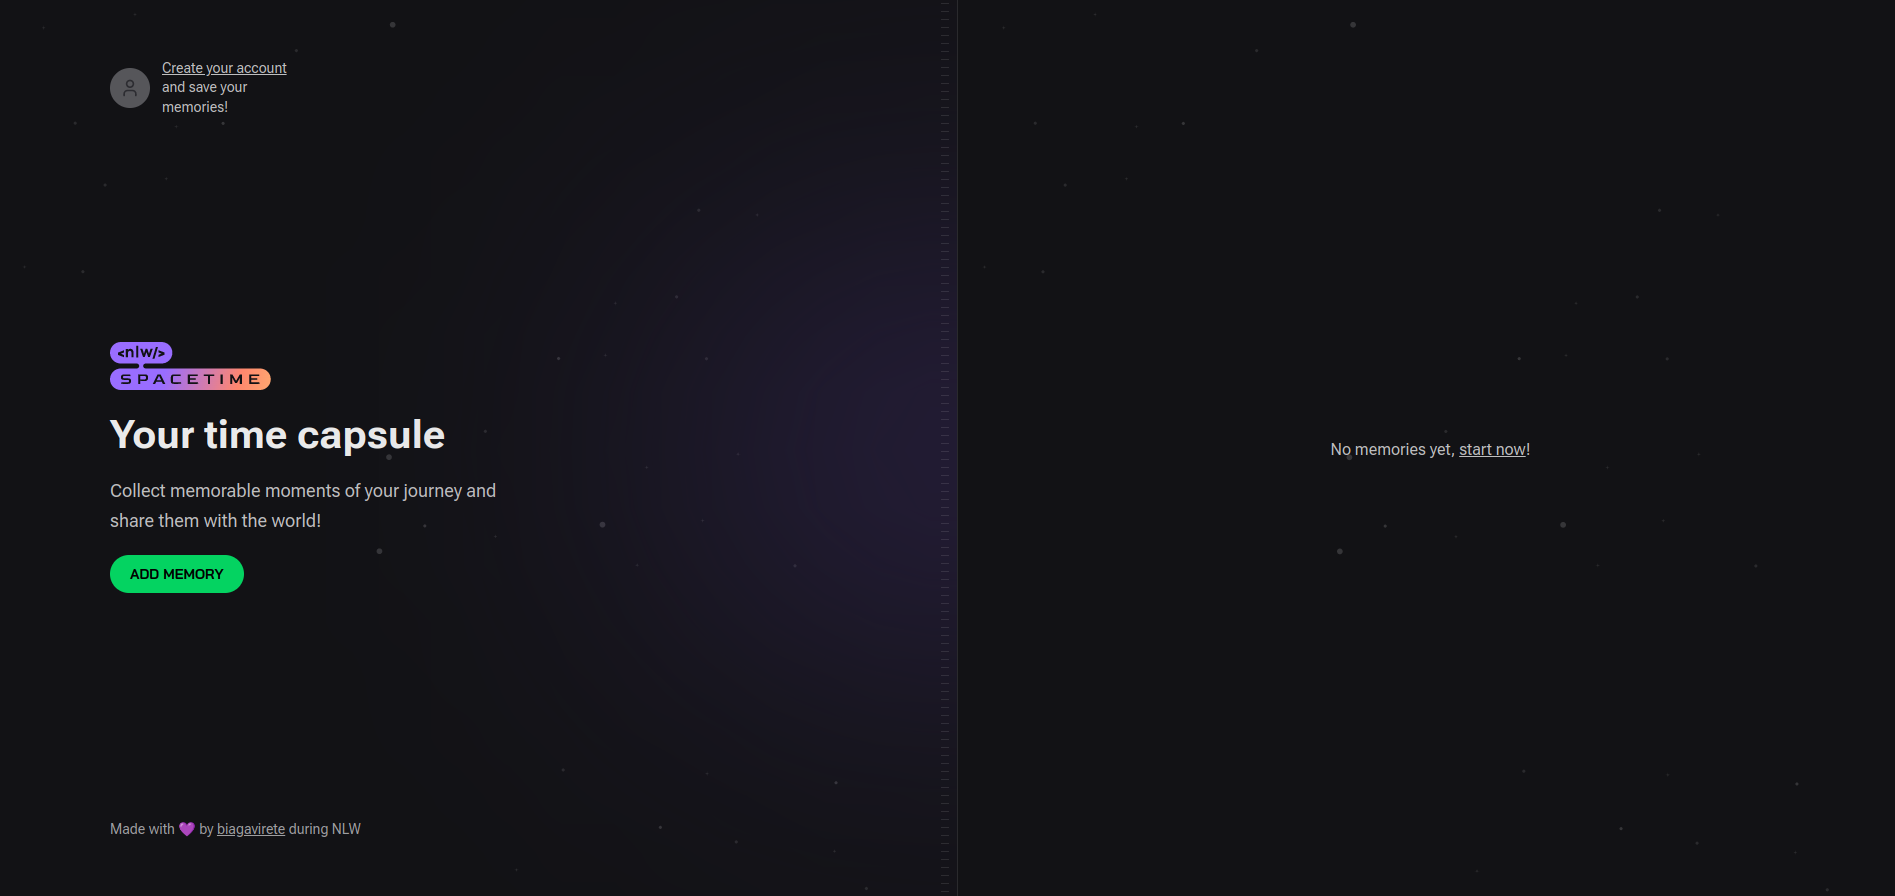 Create your account
and save your
memories!
<nlw/>
SPACETIME
Your time capsule
Collect memorable moments of your journey and
share them with the world!
ADD MEMORY
Made with 💜 by biagavirete during NLW
No memories yet, start now!